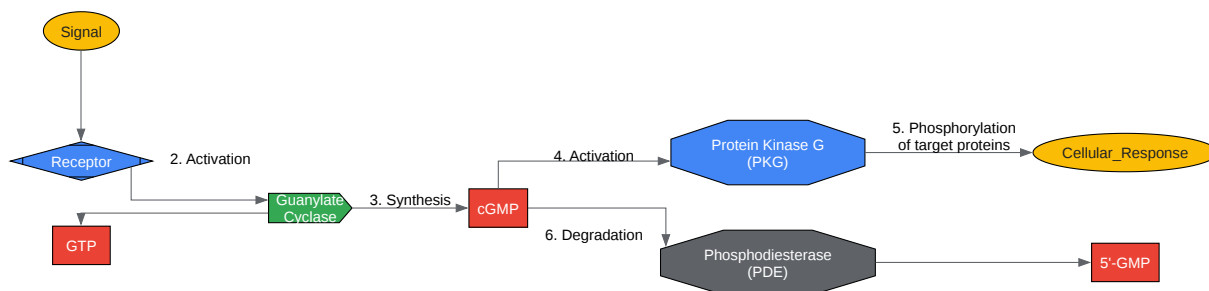 Signal
Receptor
2. Activation
Guanylate
Cyclase
GTP
3. Synthesis
cGMP
4. Activation
Protein Kinase G
(PKG)
5. Phosphorylation
of target proteins
Cellular_Response
6. Degradation
Phosphodiesterase
(PDE)
5'-GMP